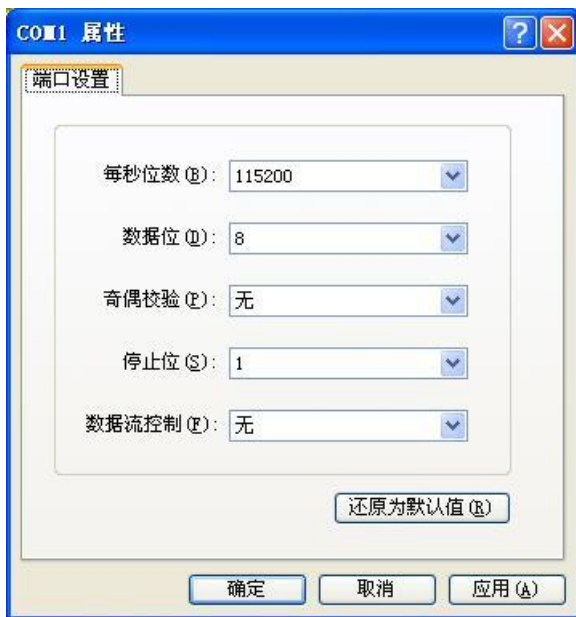 COM1 属性
端口设置
每秒位数(B): 115200
数据位(D): 8
奇偶校验(P): 无
停止位(S): 1
数据流控制(F): 无
还原为默认值(R)
确定 取消 应用(A)